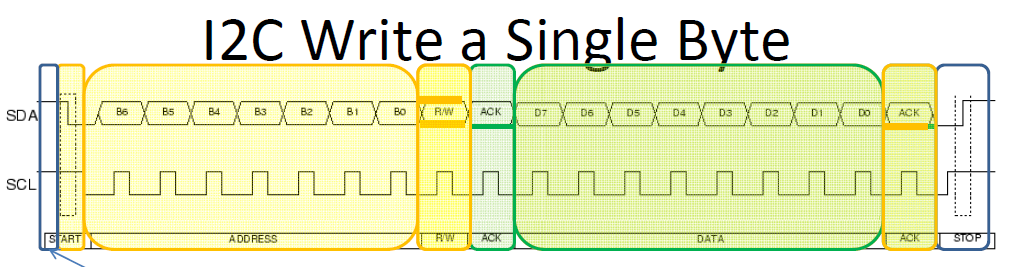 I2C Write a Single Byte
SDA B6 B5 B4 B3 B2 B1 B0 R/W ACK D7 D6 D5 D4 D3 D2 D1 D0 ACK
SCL
START ADDRESS R/W ACK DATA ACK STOP